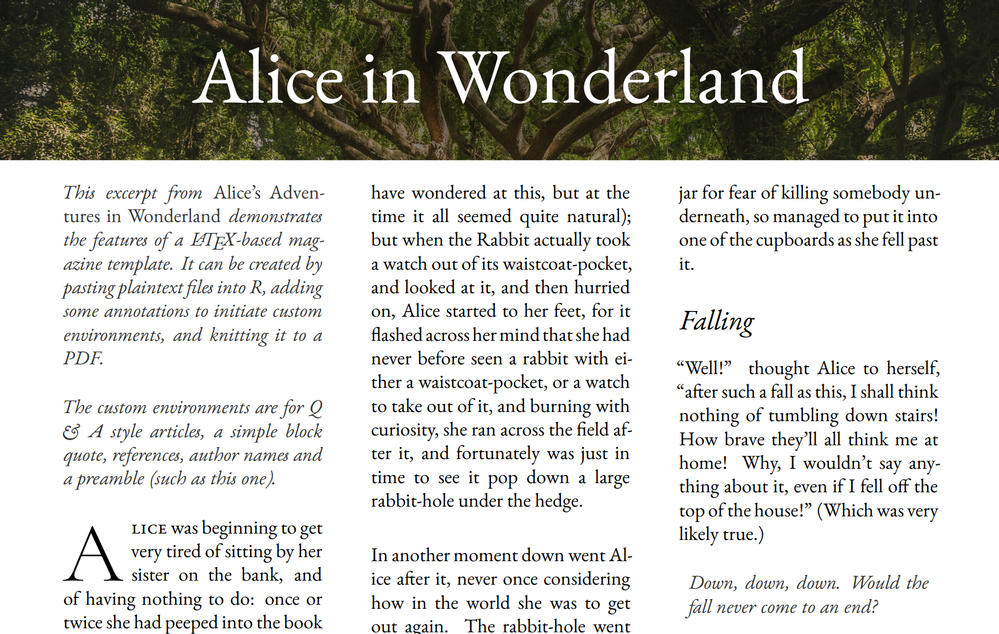 Alice in Wonderland
This excerpt from Alice’s Adven-
tures in Wonderland demonstrates
the features of a LATEX-based mag-
azine template. It can be created by
pasting plaintext files into R, adding
some annotations to initiate custom
environments, and knitting it to a
PDF.
The custom environments are for Q
& A style articles, a simple block
quote, references, author names and
a preamble (such as this one).
ALICE was beginning to get
very tired of sitting by her
sister on the bank, and
of having nothing to do: once or
twice she had peeped into the book
have wondered at this, but at the
time it all seemed quite natural);
but when the Rabbit actually took
a watch out of its waistcoat-pocket,
and looked at it, and then hurried
on, Alice started to her feet, for it
flashed across her mind that she had
never before seen a rabbit with ei-
ther a waistcoat-pocket, or a watch
to take out of it, and burning with
curiosity, she ran across the field af-
ter it, and fortunately was just in
time to see it pop down a large
rabbit-hole under the hedge.
In another moment down went Al-
ice after it, never once considering
how in the world she was to get
out again. The rabbit-hole went
jar for fear of killing somebody un-
derneath, so managed to put it into
one of the cupboards as she fell past
it.
Falling
“Well!” thought Alice to herself,
“after such a fall as this, I shall think
nothing of tumbling down stairs!
How brave they’ll all think me at
home! Why, I wouldn’t say any-
thing about it, even if I fell off the
top of the house!” (Which was very
likely true.)
Down, down, down. Would the
fall never come to an end?